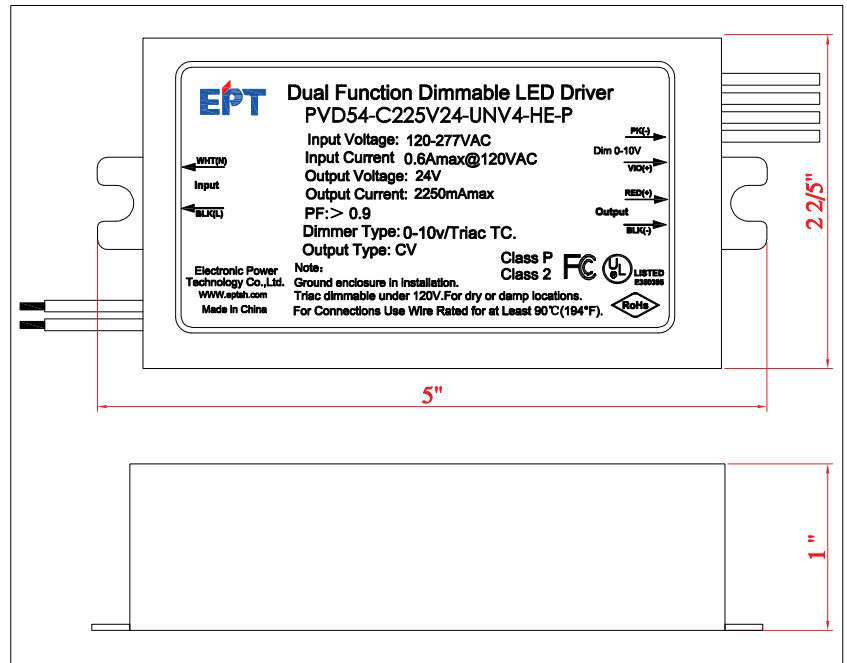 EPT
Dual Function Dimmable LED Driver
PVD54-C225V24-UNV4-HE-P
Input Voltage: 120-277VAC
Input Current 0.6Amax@120VAC
Output Voltage: 24V
Output Current: 2250mAmax
PF:> 0.9
Dimmer Type: 0-10v/Triac TC.
Output Type: CV
WHT(N)
Input
BLK(L)
PK(-)
Dim 0-10V
VIO(+)
RED(+)
Output
BLK(-)
Class P
Class 2
FC
UL
LISTED
E380386
RoHs
Electronic Power
Technology Co.,Ltd.
WWW.eptsh.com
Made in China
Note:
Ground enclosure in installation.
Triac dimmable under 120V.For dry or damp locations.
For Connections Use Wire Rated for at Least 90℃(194°F).
2 2/5"
5"
1 "